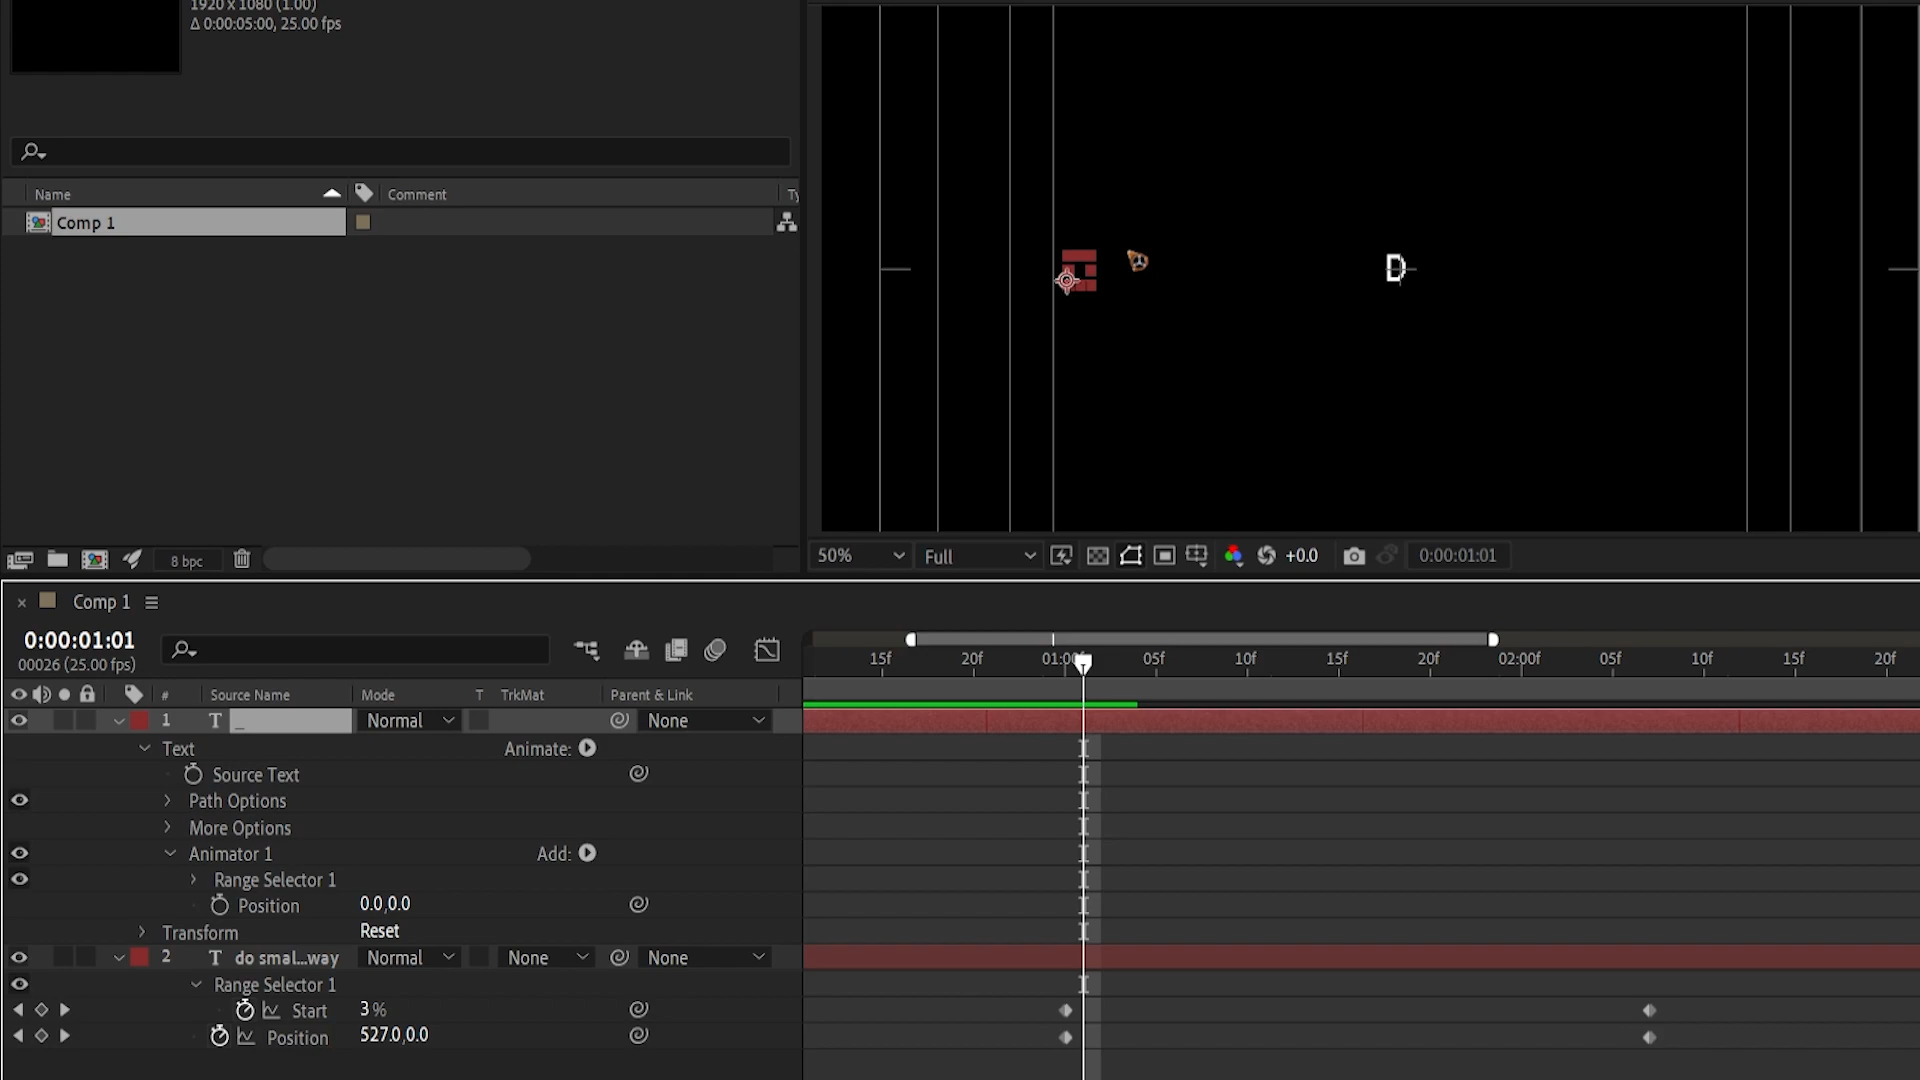 1920 x 1080 (1.00)
Δ 0:00:05:00, 25.00 fps
Name Comment Ty
Comp 1
8 bpc
D
50% Full +0.0 0:00:01:01
Comp 1
0:00:01:01
00026 (25.00 fps)
15f 20f 01:00f 05f 10f 15f 20f 02:00f 05f 10f 15f 20f
# Source Name Mode T TrkMat Parent & Link
1 T _ Normal None
Text Animate:
Source Text
Path Options
More Options
Animator 1 Add:
Range Selector 1
Position 0.0,0.0
Transform Reset
2 T do smal...way Normal None None
Range Selector 1
Start 3%
Position 527.0,0.0